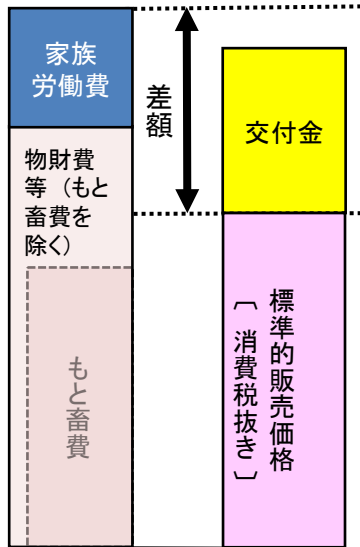 家族
労働費
物財費
等（もと
畜費を
除く）
もと畜費
差額
交付金
標準的販売価格
〔消費税抜き〕